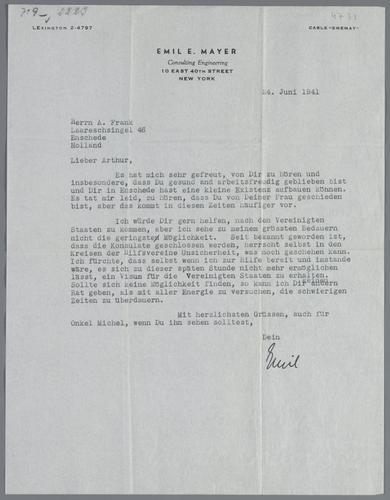 4731
LEXINGTON 2-4797
CABLE "EMEMAY"
EMIL E. MAYER
Consulting Engineering
10 EAST 40TH STREET
NEW YORK
24. Juni 1941
Herrn A. Frank
Laareschsingel 46
Enschede
Holland
Lieber Arthur,
Es hat mich sehr gefreut, von Dir zu hören und
insbesondere, dass Du gesund und arbeitsfreudig geblieben bist
und Dir in Enschede hast eine kleine Existenz aufbauen können.
Es tat mir leid, zu hören, dass Du von Deiner Frau geschieden
bist, aber das kommt in diesen Zeiten häufiger vor.
Ich würde Dir gern helfen, nach den Vereinigten
Staaten zu kommen, aber ich sehe zu meinem grössten Bedauern
nicht die geringste Möglichkeit. Seit bekannt geworden ist,
dass die Konsulate geschlossen werden, herrscht selbst in den
Kreisen der Hilfsvereine Unsicherheit, was noch geschehen kann.
Ich fürchte, dass selbst wenn ich zur Hilfe bereit und imstande
wäre, es sich zu dieser späten Stunde nicht mehr ermöglichen
lässt, ein Visum für die Vereinigten Staaten zu erhalten.
Sollte sich keine Möglichkeit finden, so kann ich Dir keinen andern
Rat geben, als mit aller Energie zu versuchen, die schwierigen
Zeiten zu überdauern.
Mit herzlichsten Grüssen, auch für
Onkel Michel, wenn Du ihn sehen solltest,
Dein
Emil